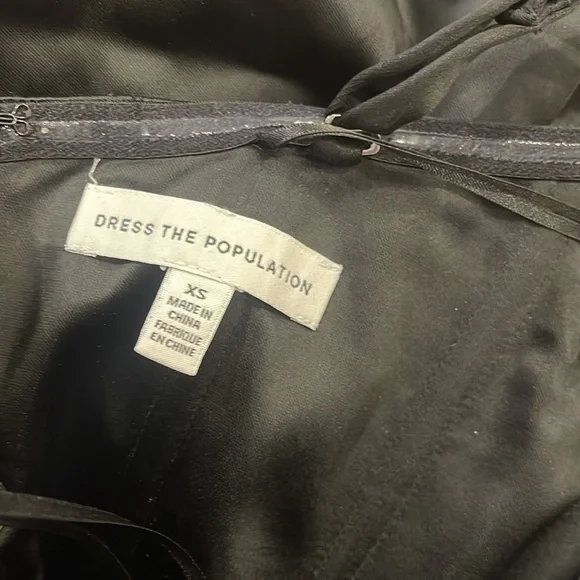 DRESS THE POPULATION
XS
MADE IN
CHINA
FABRIQUE
EN CHINE